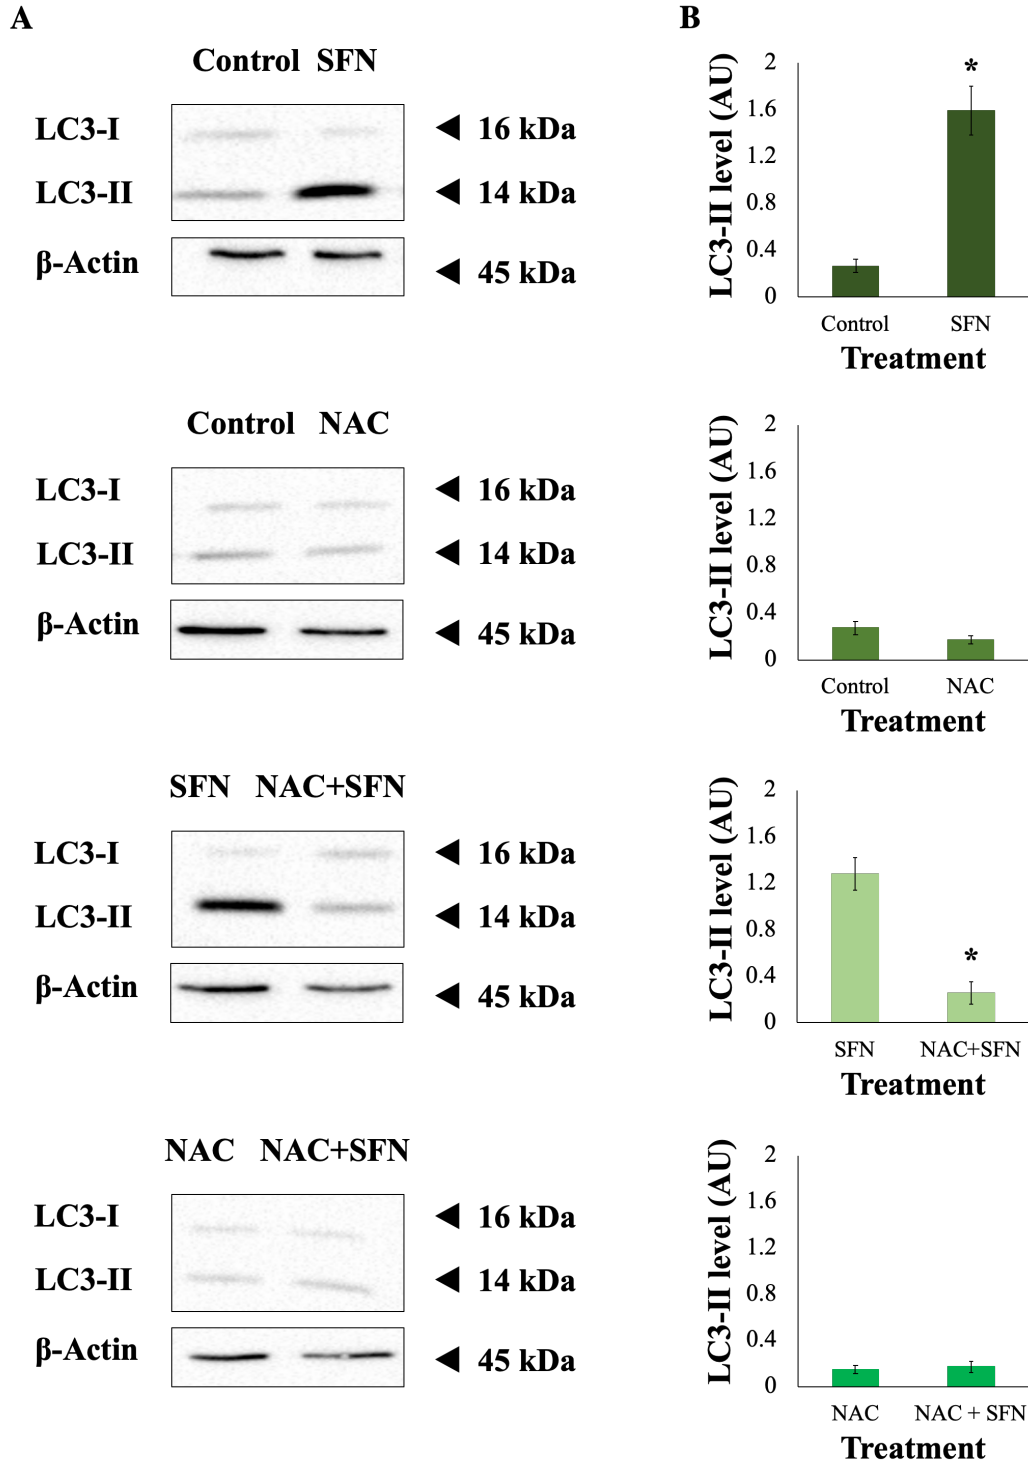 A
Control SFN
LC3-I
16 kDa
LC3-II
14 kDa
β-Actin
45 kDa
Control NAC
LC3-I
16 kDa
LC3-II
14 kDa
β-Actin
45 kDa
SFN NAC+SFN
LC3-I
16 kDa
LC3-II
14 kDa
β-Actin
45 kDa
NAC NAC+SFN
LC3-I
16 kDa
LC3-II
14 kDa
β-Actin
45 kDa
B
LC3-II level (AU)
2
1.6
1.2
0.8
0.4
0
*
Control SFN
Treatment
LC3-II level (AU)
2
1.6
1.2
0.8
0.4
0
Control NAC
Treatment
LC3-II level (AU)
2
1.6
1.2
0.8
0.4
0
*
SFN NAC+SFN
Treatment
LC3-II level (AU)
2
1.6
1.2
0.8
0.4
0
NAC NAC + SFN
Treatment